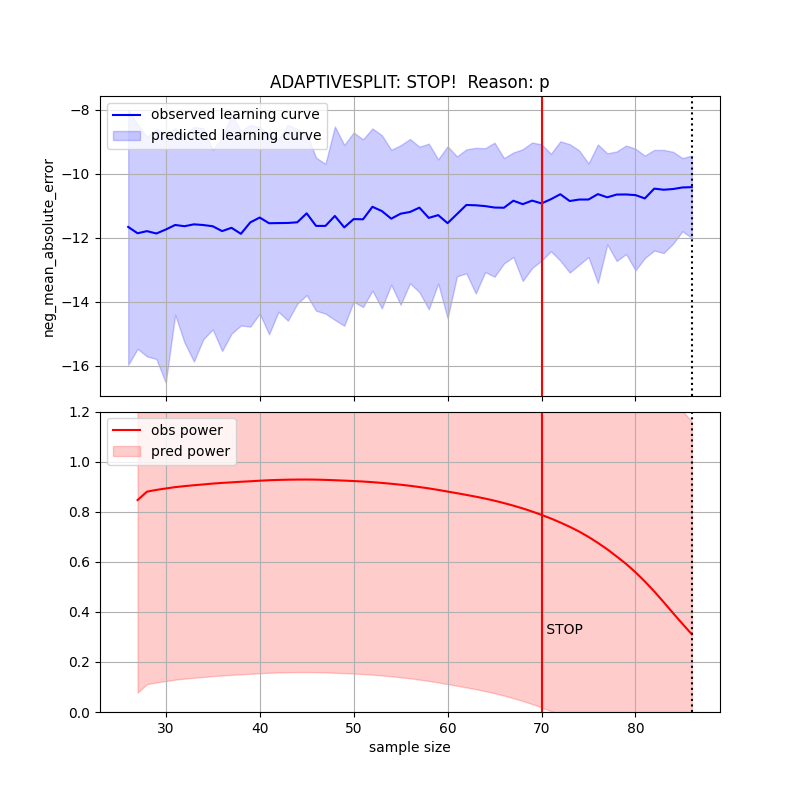 ADAPTIVESPLIT: STOP!  Reason: p
observed learning curve
predicted learning curve
neg_mean_absolute_error
−8
−10
−12
−14
−16
obs power
pred power
1.2
1.0
0.8
0.6
0.4
0.2
0.0
STOP
30 40 50 60 70 80
sample size